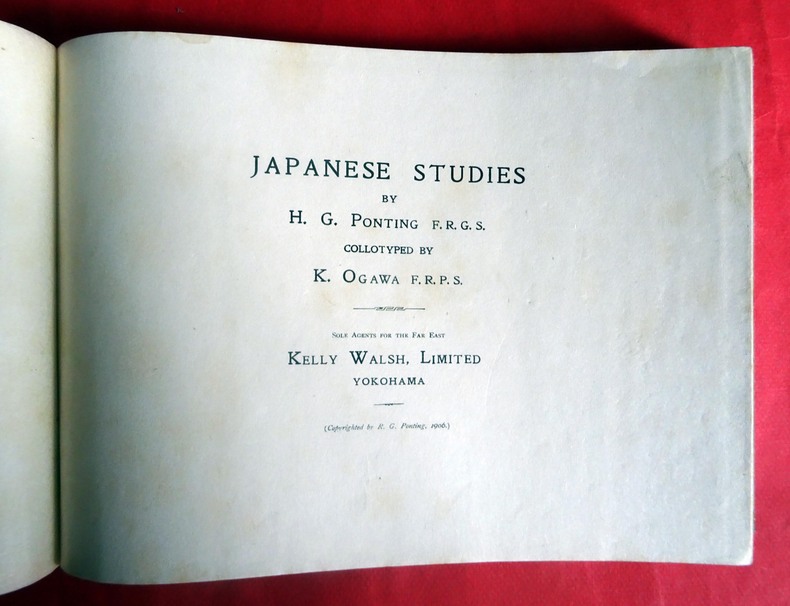 JAPANESE STUDIES
BY
H. G. PONTING F.R.G.S.
COLLOTYPED BY
K. OGAWA F.R.P.S.
SOLE AGENTS FOR THE FAR EAST
KELLY WALSH, LIMITED
YOKOHAMA
(Copyrighted by R. G. Ponting, 1906.)